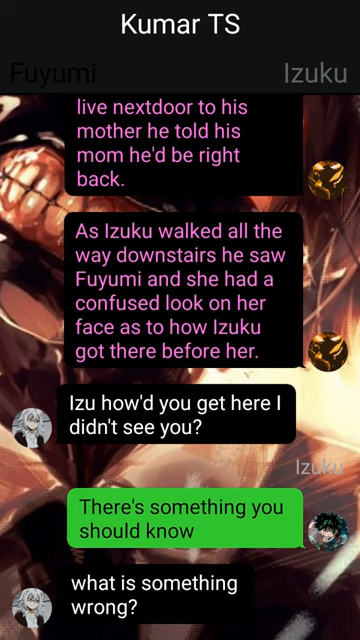 Kumar TS
Fuyumi
Izuku
live nextdoor to his
mother he told his
mom he'd be right
back.
As Izuku walked all the
way downstairs he saw
Fuyumi and she had a
confused look on her
face as to how Izuku
got there before her.
Izu how'd you get here I
didn't see you?
Izuku
There's something you
should know
what is something
wrong?